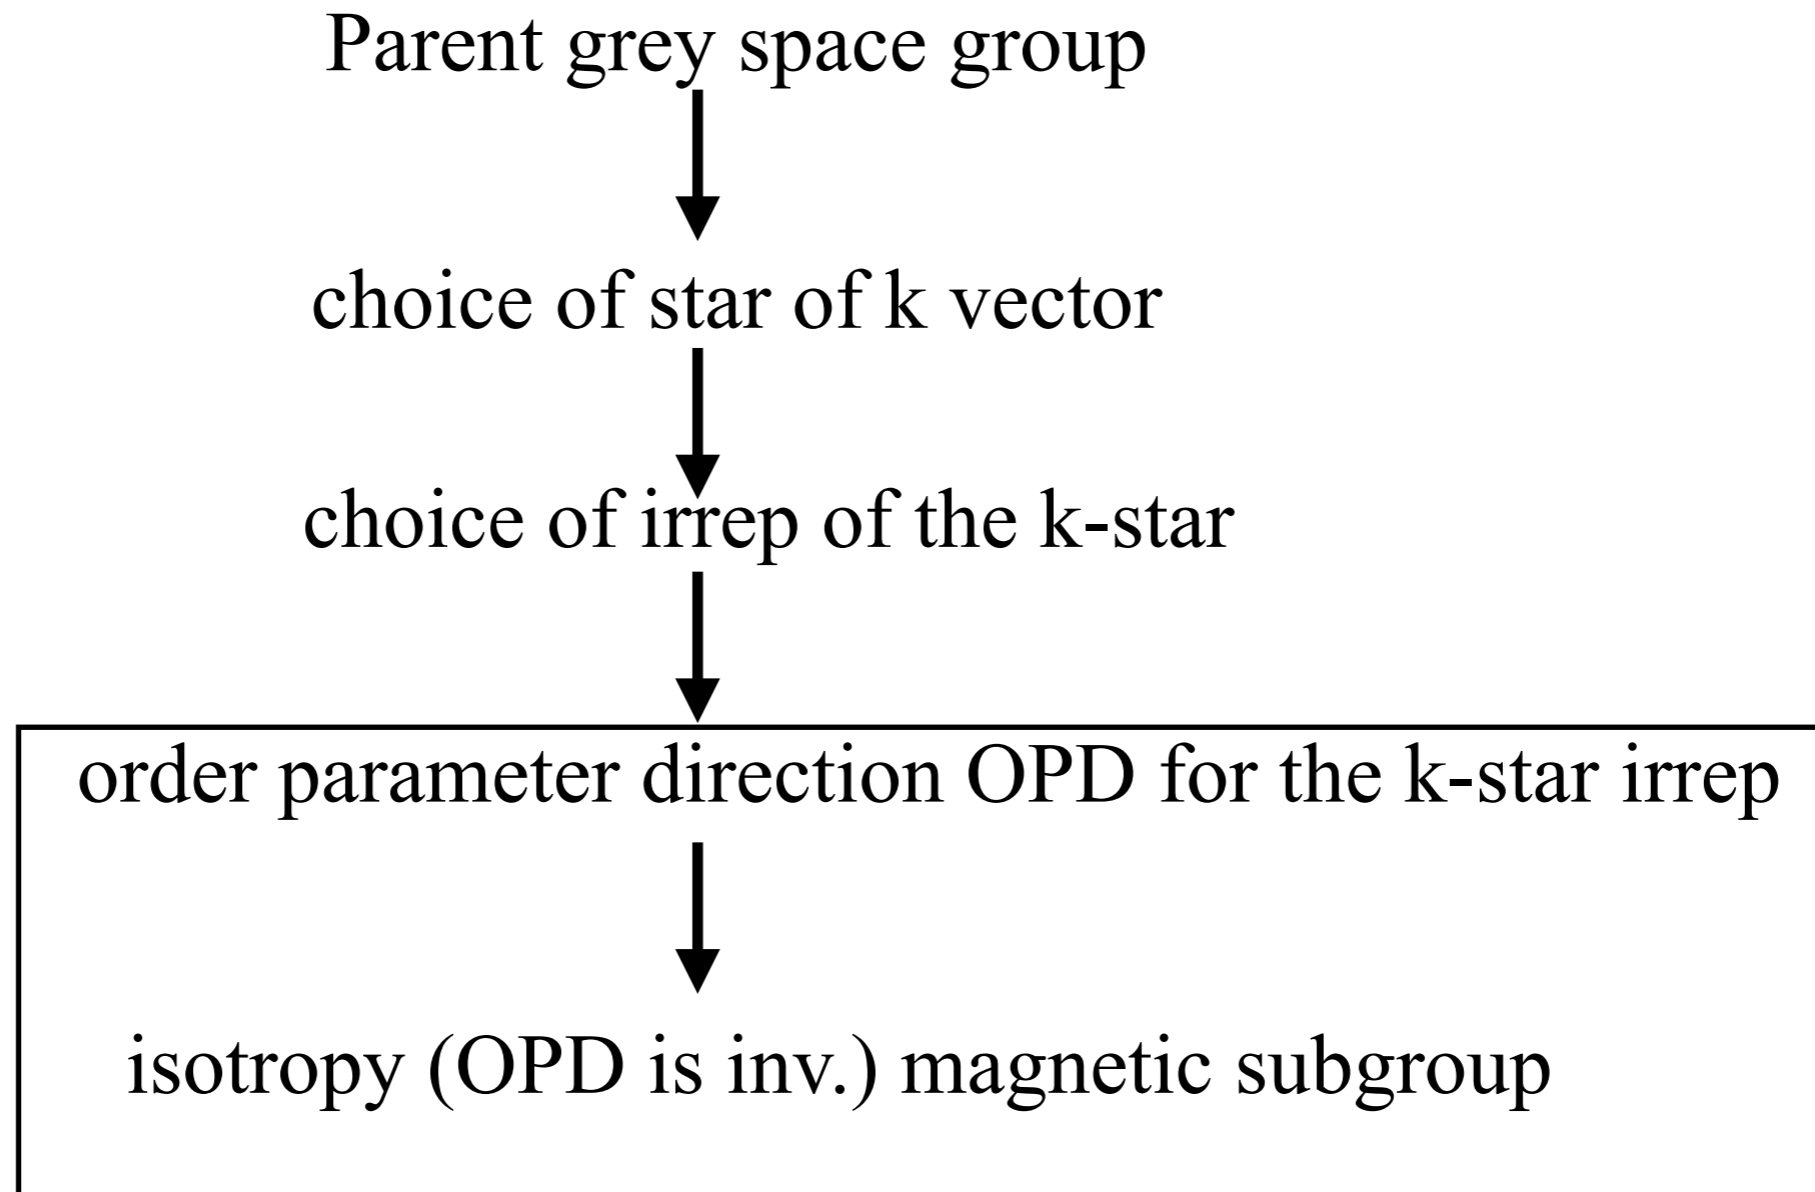 Parent grey space group
choice of star of k vector
choice of irrep of the k-star
order parameter direction OPD for the k-star irrep
isotropy (OPD is inv.) magnetic subgroup